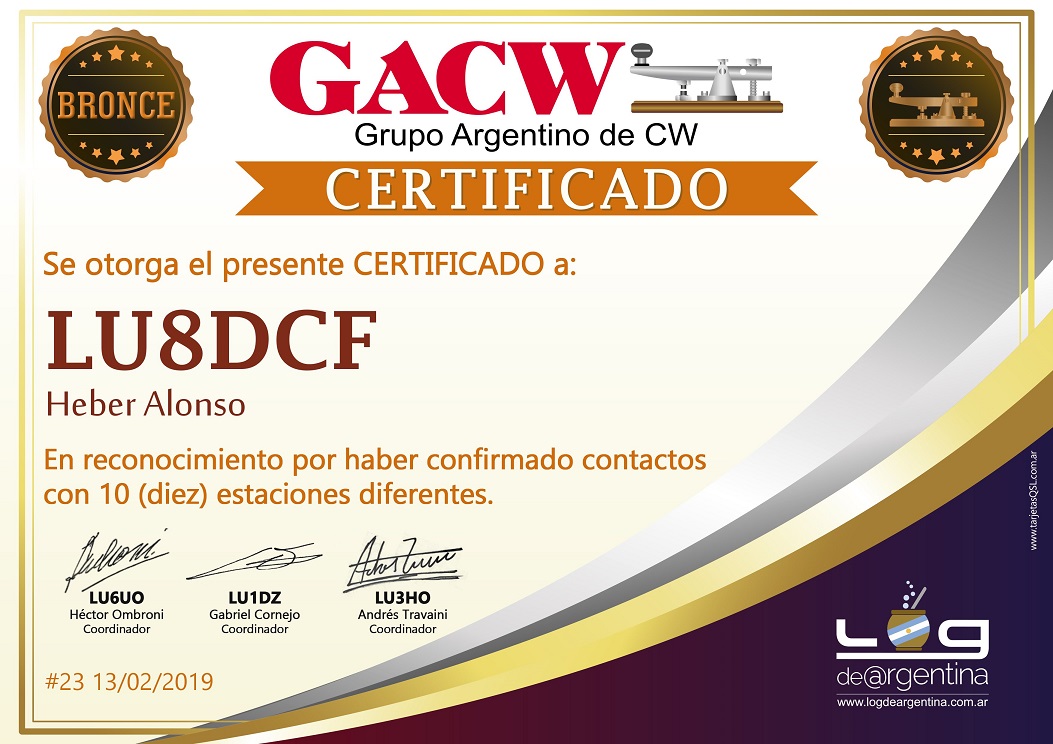 BRONCE
GACW
Grupo Argentino de CW
CERTIFICADO
Se otorga el presente CERTIFICADO a:
LU8DCF
Heber Alonso
En reconocimiento por haber confirmado contactos
con 10 (diez) estaciones diferentes.
LU6UO
Héctor Ombroni
Coordinador
LU1DZ
Gabriel Cornejo
Coordinador
LU3HO
Andrés Travaini
Coordinador
#23 13/02/2019
www.tarjetasQSL.com.ar
LOg
de@rgentina
www.logdeargentina.com.ar